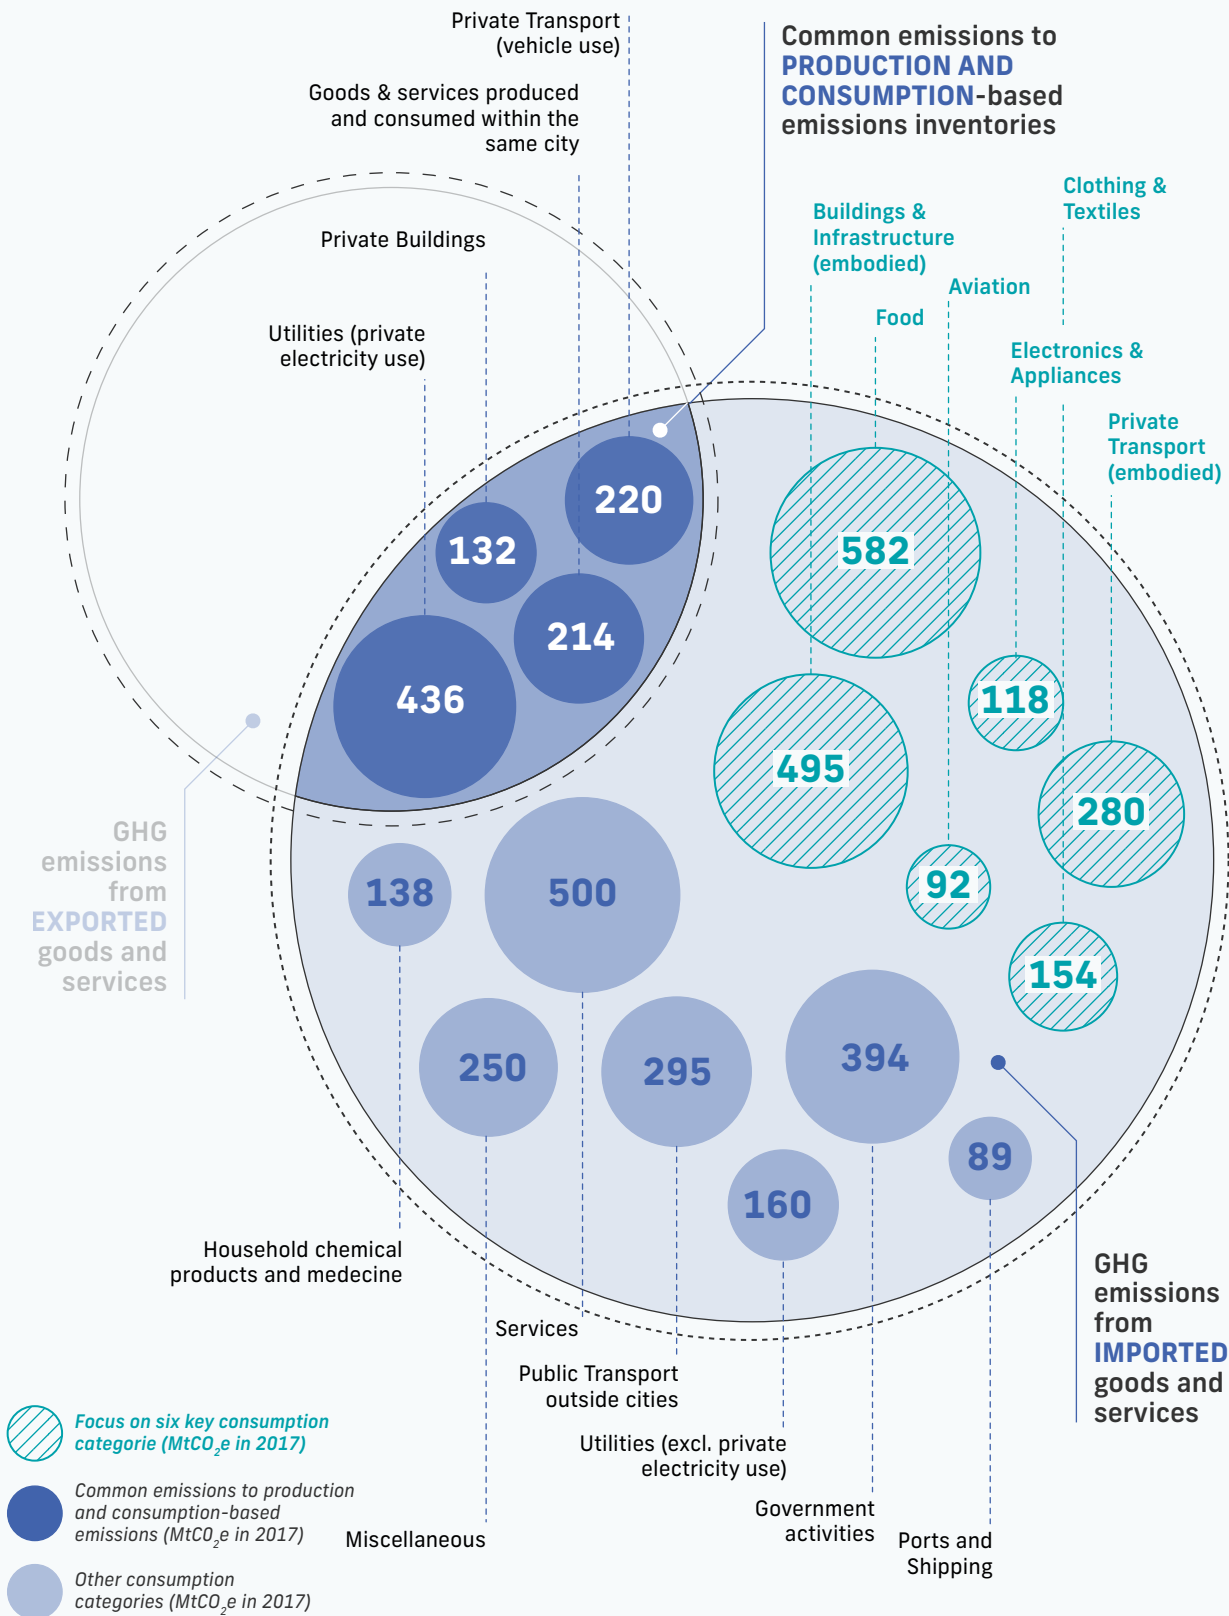 Private Transport
(vehicle use)
Goods & services produced
and consumed within the
same city
Private Buildings
Utilities (private
electricity use)
Common emissions to
PRODUCTION AND
CONSUMPTION-based
emissions inventories
Clothing &
Textiles
Buildings &
Infrastructure
(embodied)
Aviation
Food
Electronics &
Appliances
Private
Transport
(embodied)
220
132
214
436
582
118
495
280
92
154
GHG
emissions
from
EXPORTED
goods and
services
138
500
250
295
394
160
89
Household chemical
products and medecine
Services
Public Transport
outside cities
Utilities (excl. private
electricity use)
Government
activities
Ports and
Shipping
Miscellaneous
GHG
emissions
from
IMPORTED
goods and
services
Focus on six key consumption
categorie (MtCO2e in 2017)
Common emissions to production
and consumption-based
emissions (MtCO2e in 2017)
Other consumption
categories (MtCO2e in 2017)